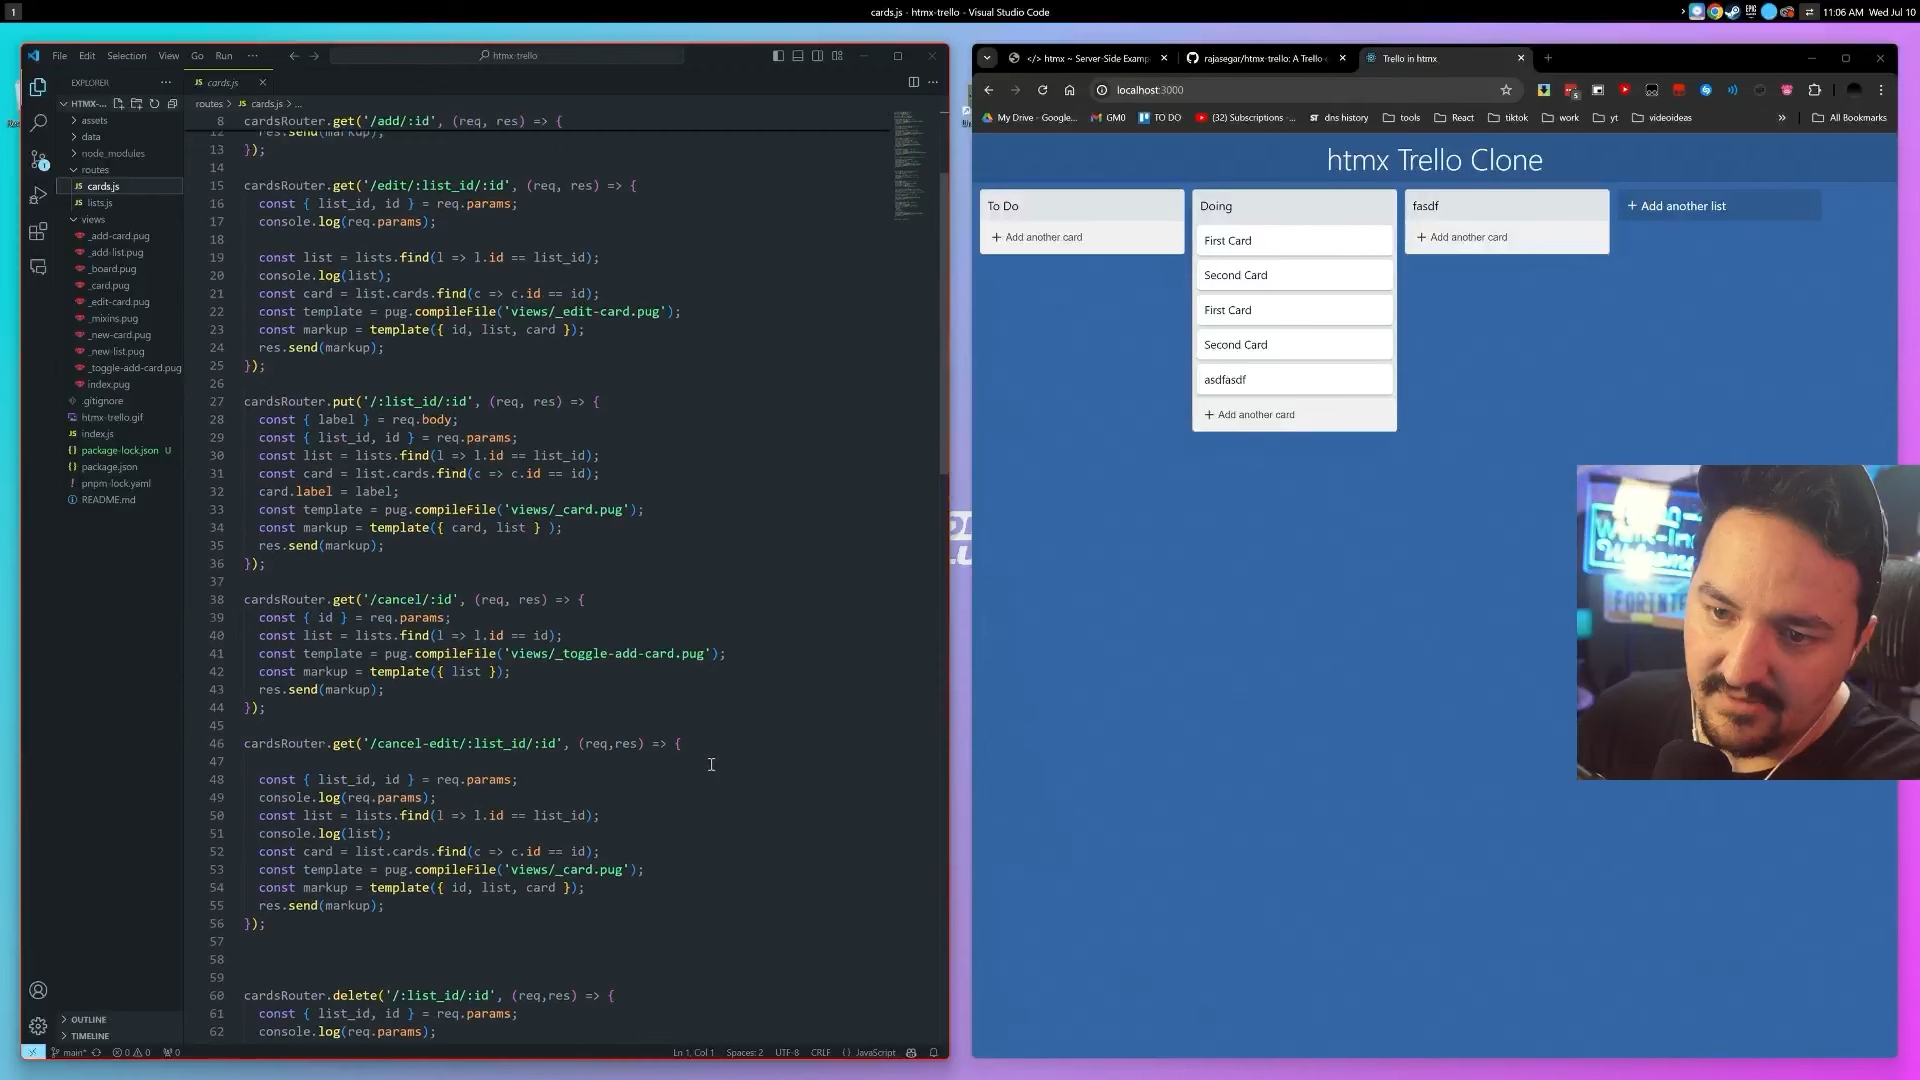 1
cards.js - htmx-trello - Visual Studio Code
11:06 AM Wed Jul 10
File Edit Selection View Go Run ···
htmx-trello
EXPLORER
HTMX-...
assets
data
node_modules
routes
cards.js
lists.js
views
_add-card.pug
_add-list.pug
_board.pug
_card.pug
_edit-card.pug
_mixins.pug
_new-card.pug
_new-list.pug
_toggle-add-card.pug
index.pug
.gitignore
htmx-trello.gif
index.js
package-lock.json U
package.json
pnpm-lock.yaml
README.md
OUTLINE
TIMELINE
cards.js
routes > cards.js > ...
8 cardsRouter.get('/add/:id', (req, res) => {
12 res.send(markup);
13 });
14
15 cardsRouter.get('/edit/:list_id/:id', (req, res) => {
16 const { list_id, id } = req.params;
17 console.log(req.params);
18
19 const list = lists.find(l => l.id == list_id);
20 console.log(list);
21 const card = list.cards.find(c => c.id == id);
22 const template = pug.compileFile('views/_edit-card.pug');
23 const markup = template({ id, list, card });
24 res.send(markup);
25 });
26
27 cardsRouter.put('/:list_id/:id', (req, res) => {
28 const { label } = req.body;
29 const { list_id, id } = req.params;
30 const list = lists.find(l => l.id == list_id);
31 const card = list.cards.find(c => c.id == id);
32 card.label = label;
33 const template = pug.compileFile('views/_card.pug');
34 const markup = template({ card, list } );
35 res.send(markup);
36 });
37
38 cardsRouter.get('/cancel/:id', (req, res) => {
39 const { id } = req.params;
40 const list = lists.find(l => l.id == id);
41 const template = pug.compileFile('views/_toggle-add-card.pug');
42 const markup = template({ list });
43 res.send(markup);
44 });
45
46 cardsRouter.get('/cancel-edit/:list_id/:id', (req,res) => {
47
48 const { list_id, id } = req.params;
49 console.log(req.params);
50 const list = lists.find(l => l.id == list_id);
51 console.log(list);
52 const card = list.cards.find(c => c.id == id);
53 const template = pug.compileFile('views/_card.pug');
54 const markup = template({ id, list, card });
55 res.send(markup);
56 });
57
58
59
60 cardsRouter.delete('/:list_id/:id', (req,res) => {
61 const { list_id, id } = req.params;
62 console.log(req.params);
main* 0 0 0
Ln 1, Col 1 Spaces: 2 UTF-8 CRLF {} JavaScript
</> htmx ~ Server-Side Examp
rajasegar/htmx-trello: A Trello
Trello in htmx
localhost:3000
My Drive - Google... GM0 TO DO (32) Subscriptions -... dns history tools React tiktok work yt videoideas » All Bookmarks
htmx Trello Clone
To Do
+ Add another card
Doing
First Card
Second Card
First Card
Second Card
asdfasdf
+ Add another card
fasdf
+ Add another card
+ Add another list